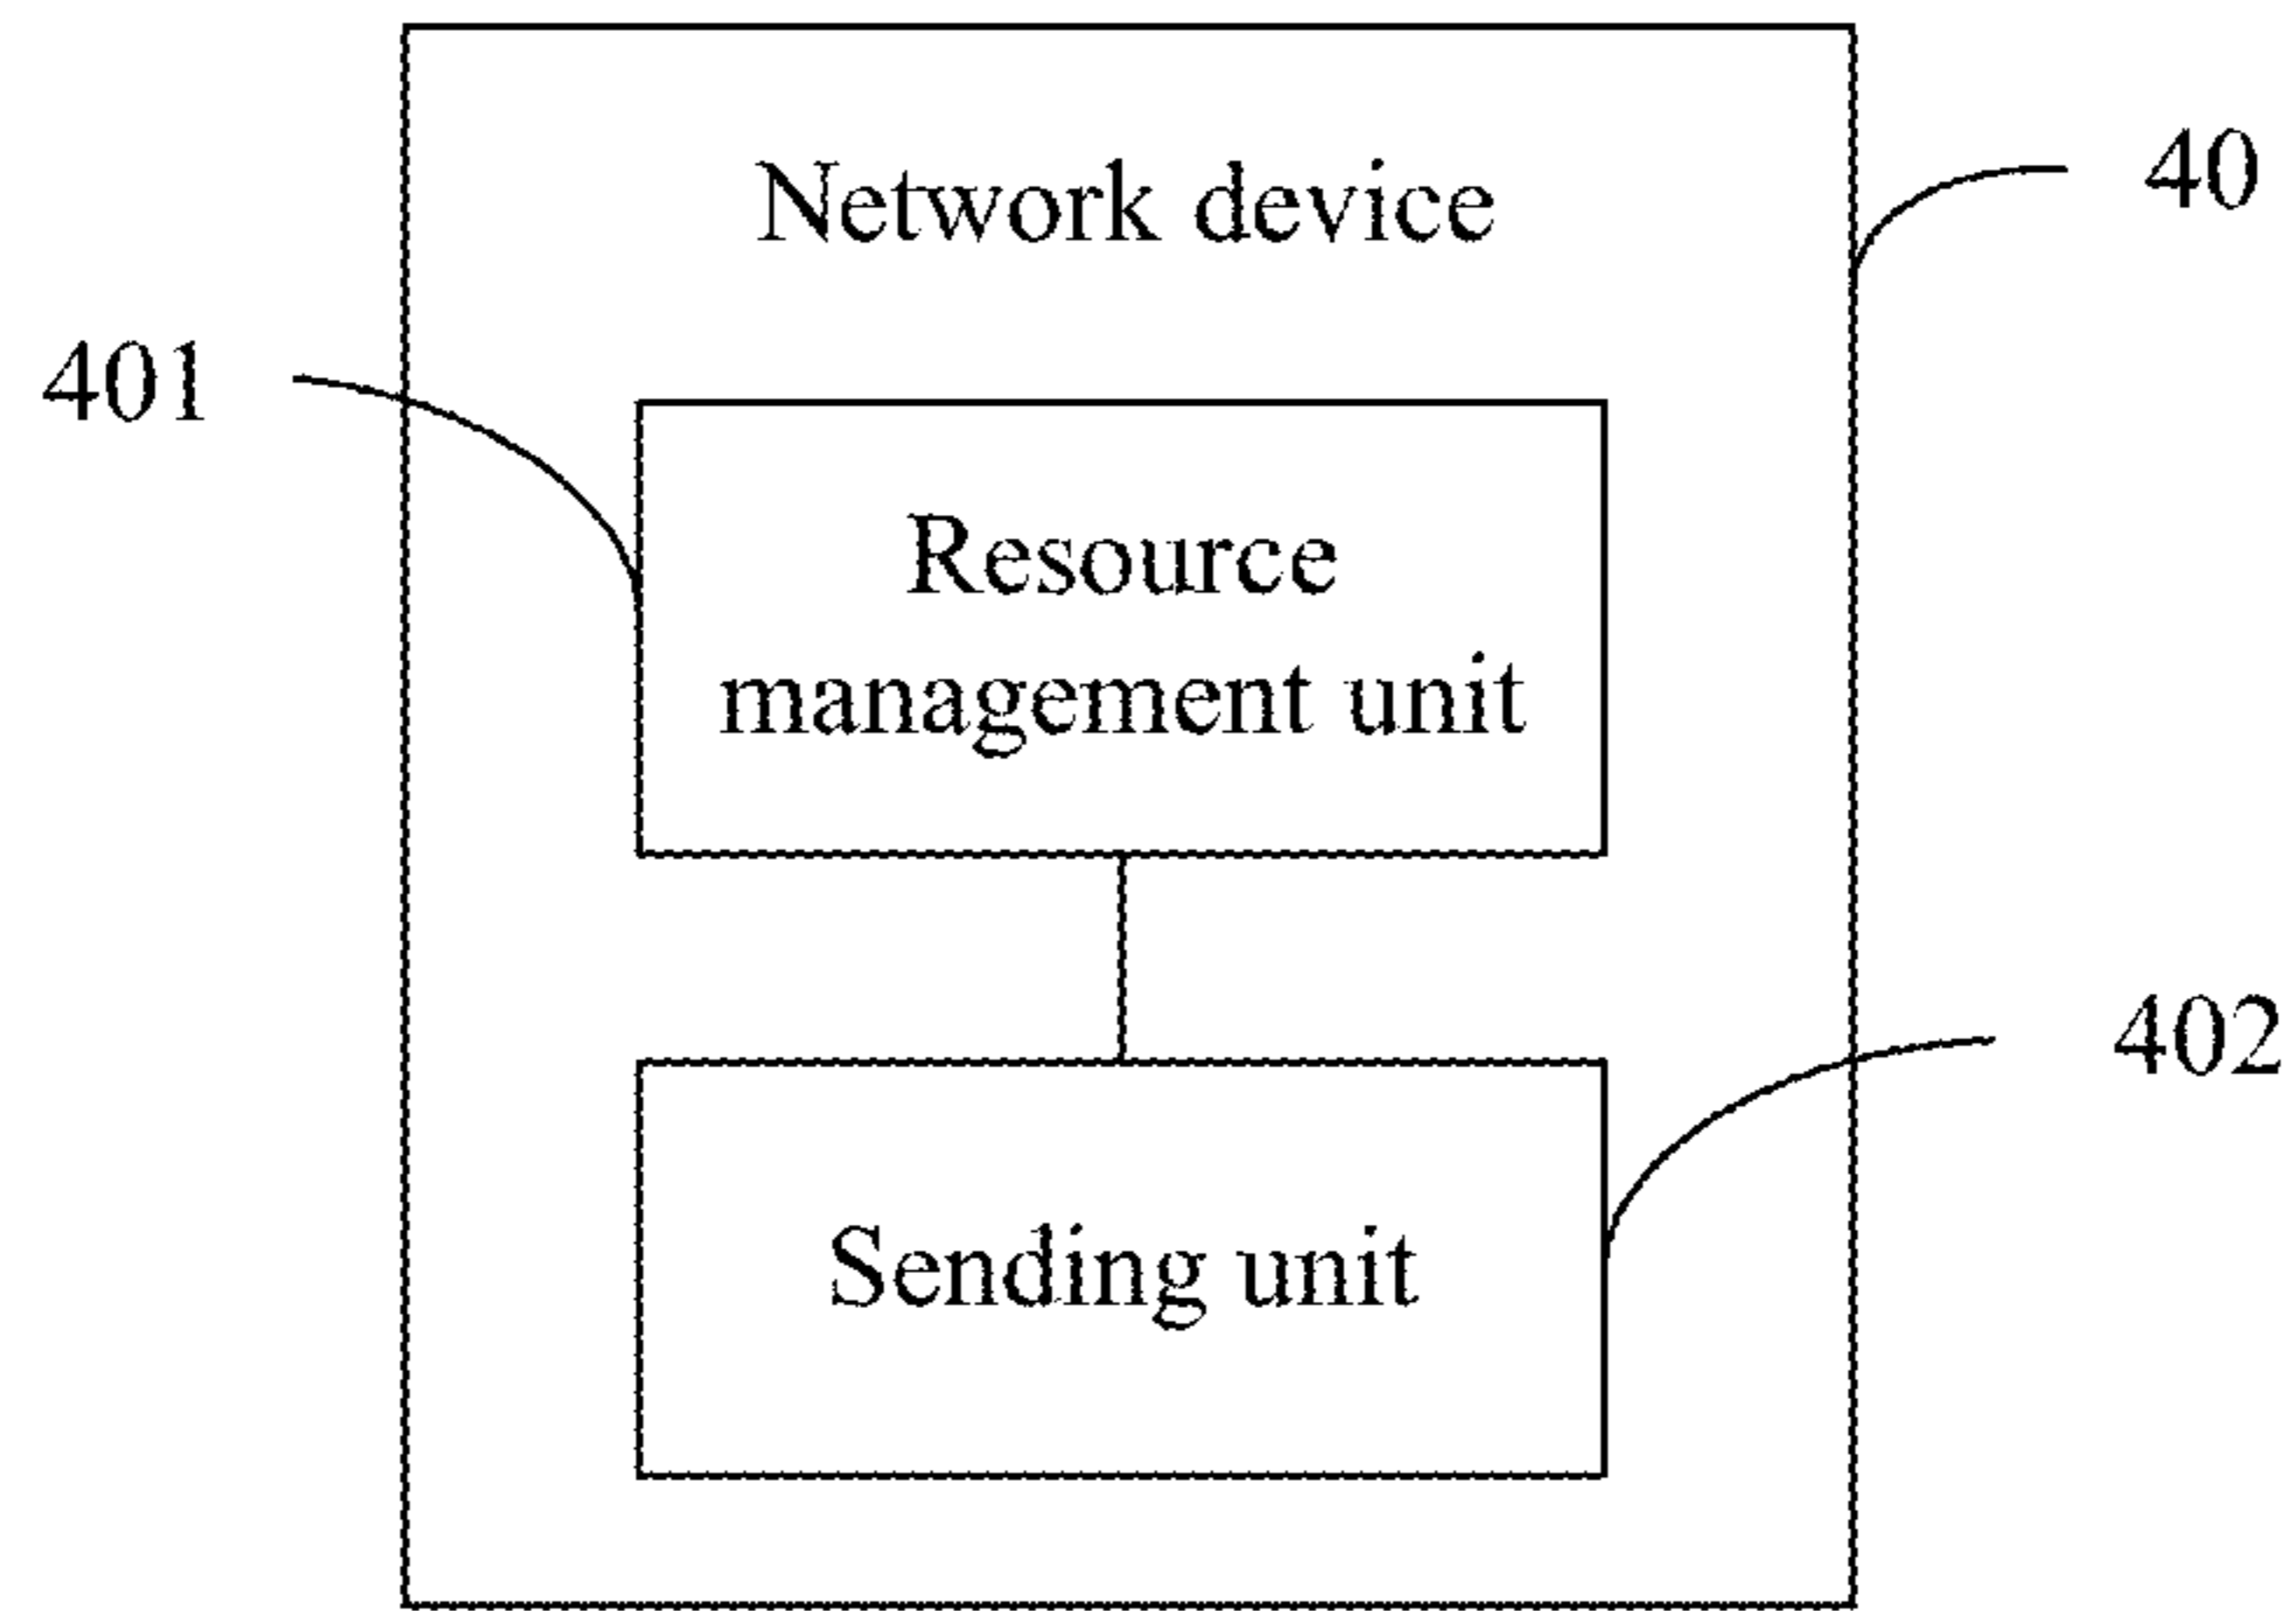 Network device
40
401
Resource
management unit
402
Sending unit